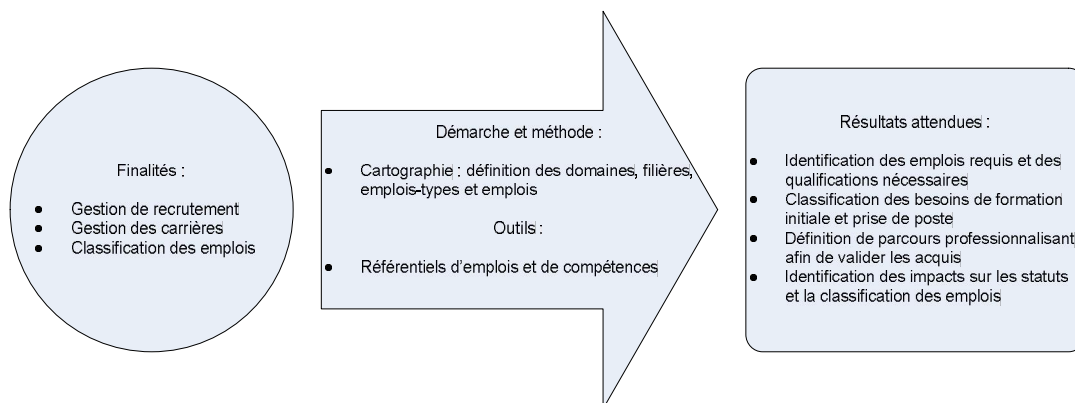 Finalités :
Gestion de recrutement
Gestion des carrières
Classification des emplois
Démarche et méthode :
Cartographie : définition des domaines, filières,
emplois-types et emplois
Outils :
Référentiels d’emplois et de compétences
Résultats attendues :
Identification des emplois requis et des
qualifications nécessaires
Classification des besoins de formation
initiale et prise de poste
Définition de parcours professionnalisant
afin de valider les acquis
Identification des impacts sur les statuts
et la classification des emplois